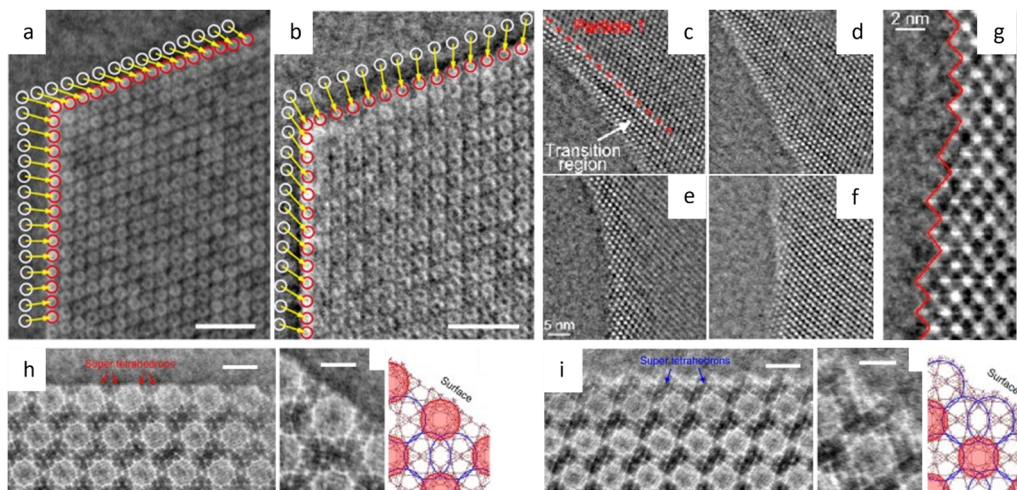 a
b
Particle 1
c
Transition
region
d
2 nm
g
e
5 nm
f
h
Super tetrahedrons
Surface
i
Super tetrahedrons
Surface